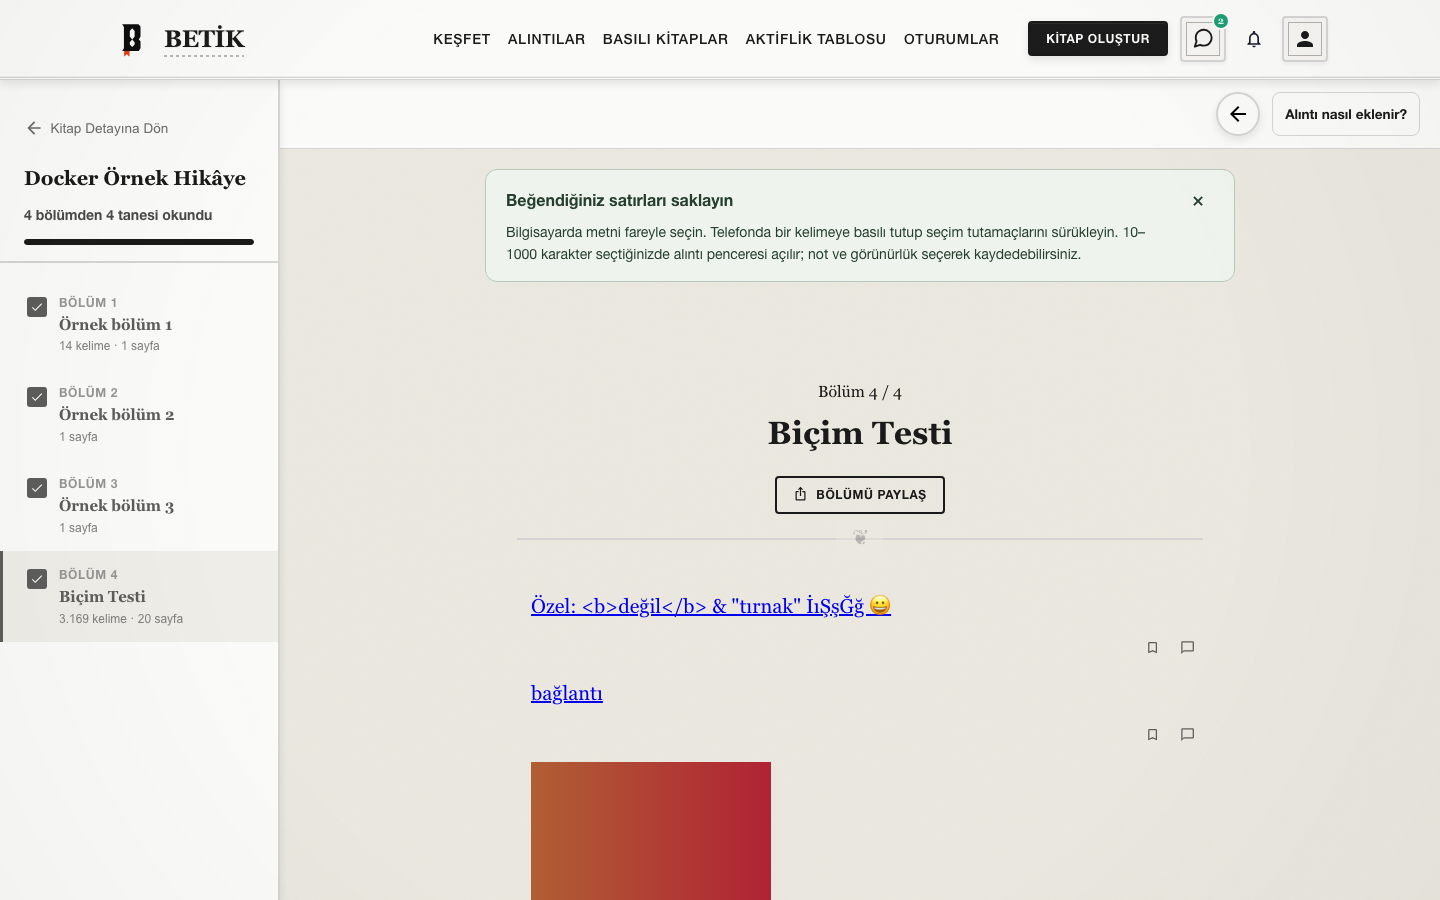 BETİK
KEŞFET ALINTILAR BASILI KİTAPLAR AKTİFLİK TABLOSU OTURUMLAR KİTAP OLUŞTUR 2
Kitap Detayına Dön
Docker Örnek Hikâye
4 bölümden 4 tanesi okundu
BÖLÜM 1
Örnek bölüm 1
14 kelime · 1 sayfa
BÖLÜM 2
Örnek bölüm 2
1 sayfa
BÖLÜM 3
Örnek bölüm 3
1 sayfa
BÖLÜM 4
Biçim Testi
3.169 kelime · 20 sayfa
Alıntı nasıl eklenir?
Beğendiğiniz satırları saklayın
Bilgisayarda metni fareyle seçin. Telefonda bir kelimeye basılı tutup seçim tutamaçlarını sürükleyin. 10–
1000 karakter seçtiğinizde alıntı penceresi açılır; not ve görünürlük seçerek kaydedebilirsiniz.
Bölüm 4 / 4
Biçim Testi
BÖLÜMÜ PAYLAŞ
Özel: <b>değil</b> & "tırnak" İıŞşĞğ 😀
bağlantı